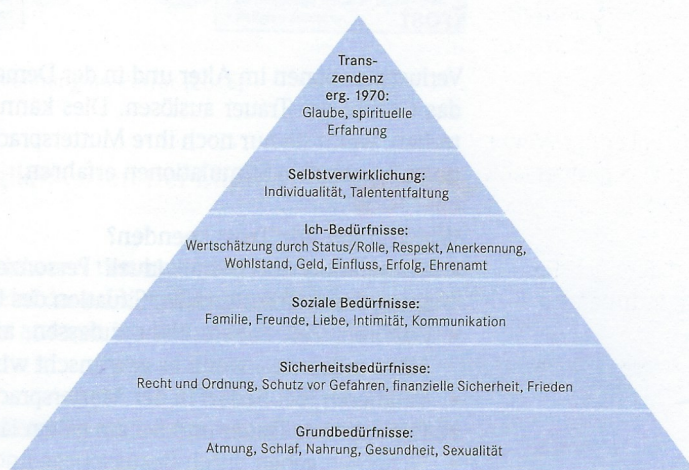 Trans-
zendenz
erg. 1970:
Glaube, spirituelle
Erfahrung
Selbstverwirklichung:
Individualität, Talententfaltung
Ich-Bedürfnisse:
Wertschätzung durch Status/Rolle, Respekt, Anerkennung,
Wohlstand, Geld, Einfluss, Erfolg, Ehrenamt
Soziale Bedürfnisse:
Familie, Freunde, Liebe, Intimität, Kommunikation
Sicherheitsbedürfnisse:
Recht und Ordnung, Schutz vor Gefahren, finanzielle Sicherheit, Frieden
Grundbedürfnisse:
Atmung, Schlaf, Nahrung, Gesundheit, Sexualität